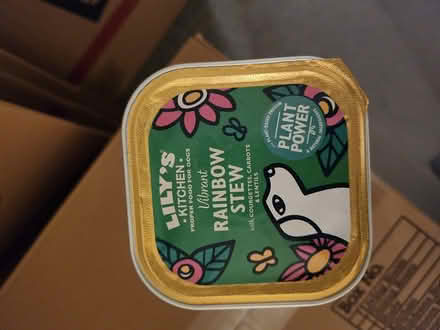 LILY'S
• KITCHEN •
PROPER FOOD FOR DOGS
Vibrant
RAINBOW
STEW
with COURGETTES, CARROTS
& LENTILS
PLANT
POWER